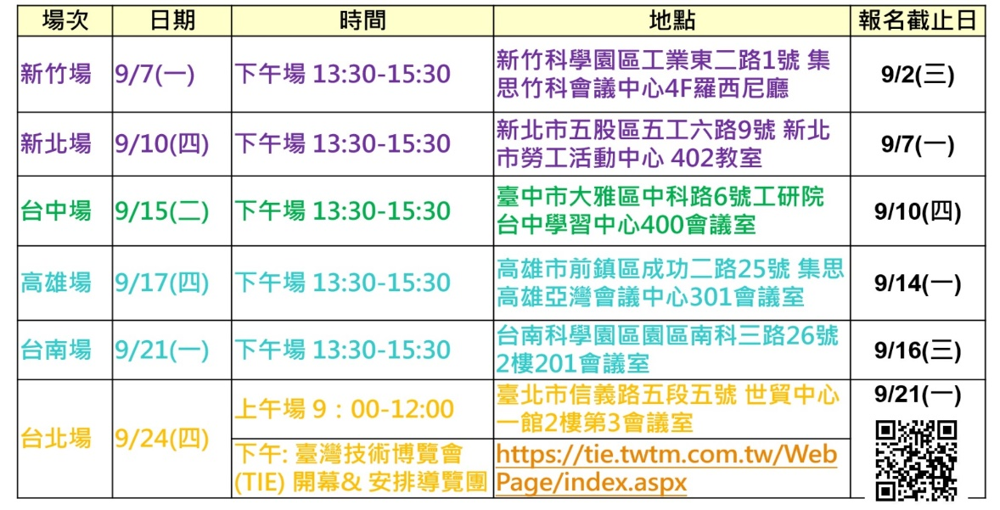 場次 日期 時間 地點 報名截止日
新竹場 9/7(一) 下午場 13:30-15:30 新竹科學園區工業東二路1號 集
思竹科會議中心4F羅西尼廳 9/2(三)
新北場 9/10(四) 下午場 13:30-15:30 新北市五股區五工六路9號 新北
市勞工活動中心 402教室 9/7(一)
台中場 9/15(二) 下午場 13:30-15:30 臺中市大雅區中科路6號工研院
台中學習中心400會議室 9/10(四)
高雄場 9/17(四) 下午場 13:30-15:30 高雄市前鎮區成功二路25號 集思
高雄亞灣會議中心301會議室 9/14(一)
台南場 9/21(一) 下午場 13:30-15:30 台南科學園區園區南科三路26號
2樓201會議室 9/16(三)
台北場 9/24(四) 上午場 9：00-12:00 臺北市信義路五段五號 世貿中心
一館2樓第3會議室 9/21(一)
下午: 臺灣技術博覽會
(TIE) 開幕& 安排導覽團
https://tie.twtm.com.tw/Web
Page/index.aspx